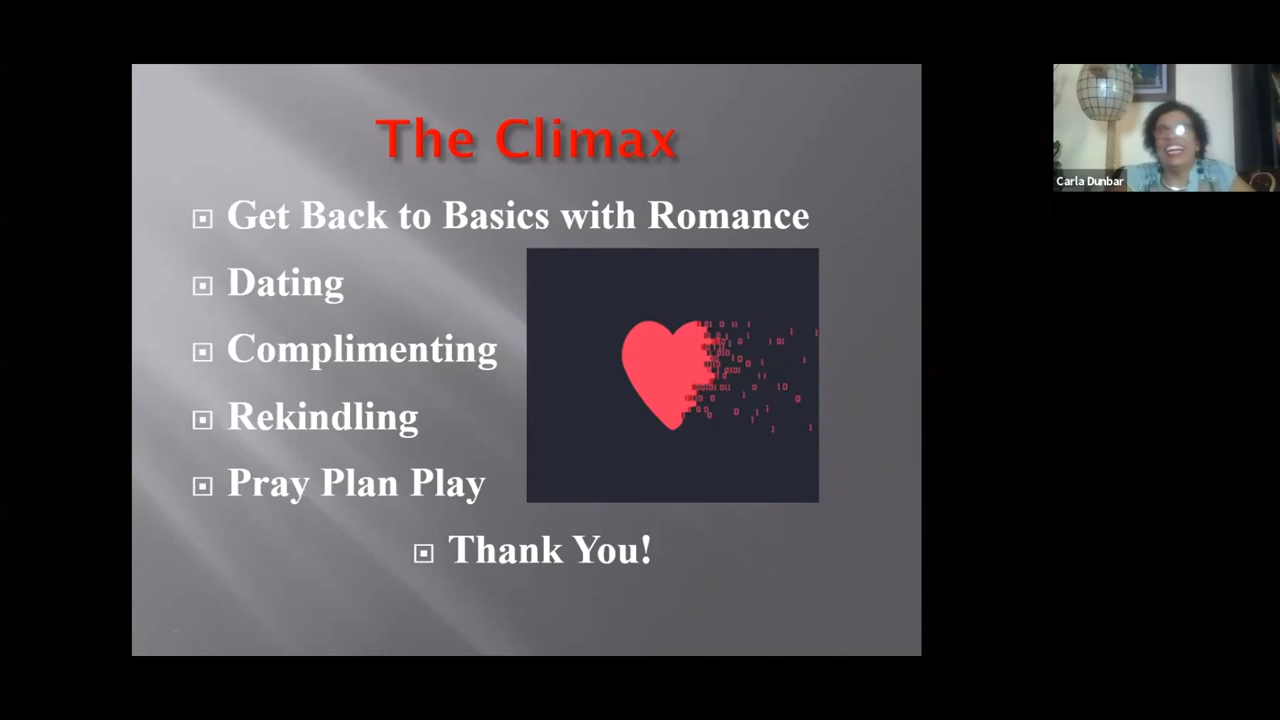 The Climax
Get Back to Basics with Romance
Dating
Complimenting
Rekindling
Pray Plan Play
Thank You!
Carla Dunbar